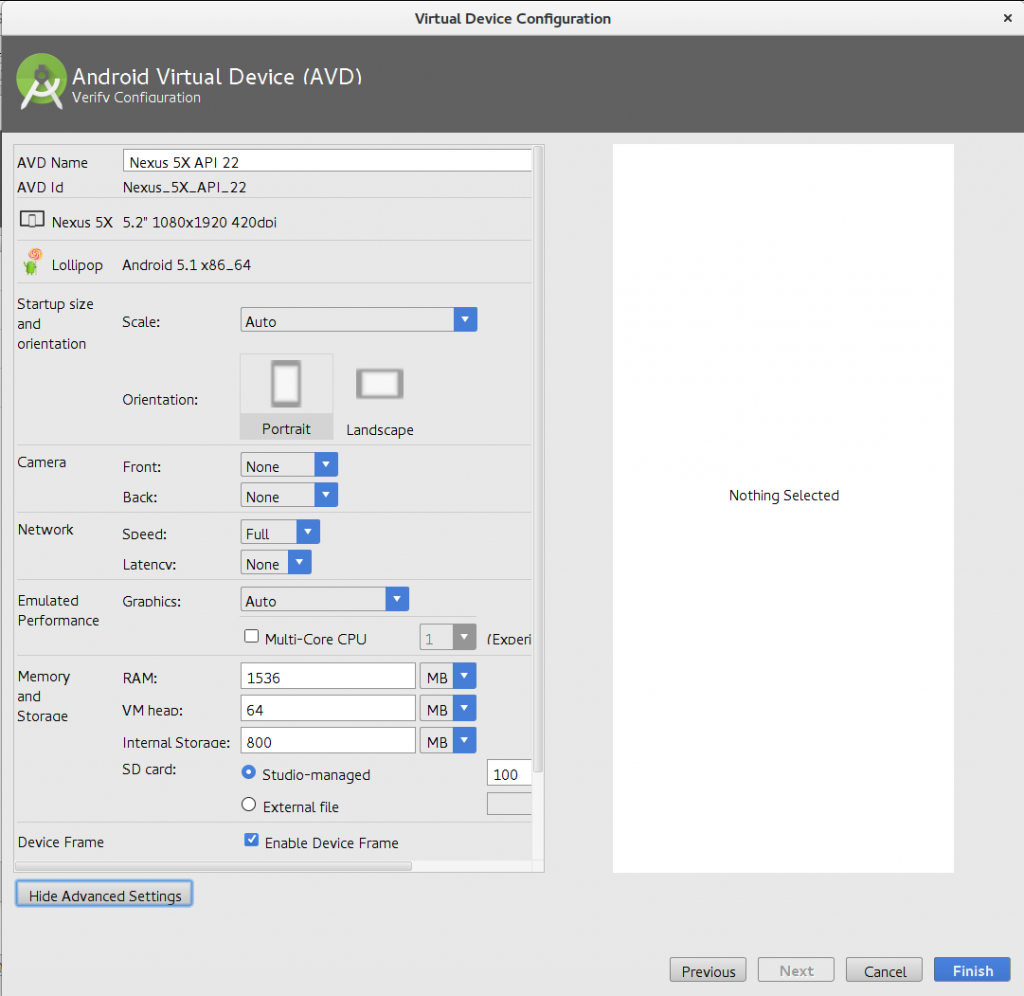 Virtual Device Configuration
Android Virtual Device (AVD)
Verify Configuration
AVD Name Nexus 5X API 22
AVD Id Nexus_5X_API_22
Nexus 5X 5.2" 1080x1920 420dpi
Lollipop Android 5.1 x86_64
Startup size
and
orientation
Scale: Auto
Orientation:
Portrait Landscape
Camera Front: None
Back: None
Network Speed: Full
Latency: None
Emulated
Performance
Graphics: Auto
Multi-Core CPU 1 (Experi
Memory
and
Storage
RAM: 1536 MB
VM heap: 64 MB
Internal Storage: 800 MB
SD card: Studio-managed 100
External file
Device Frame Enable Device Frame
Hide Advanced Settings
Nothing Selected
Previous Next Cancel Finish